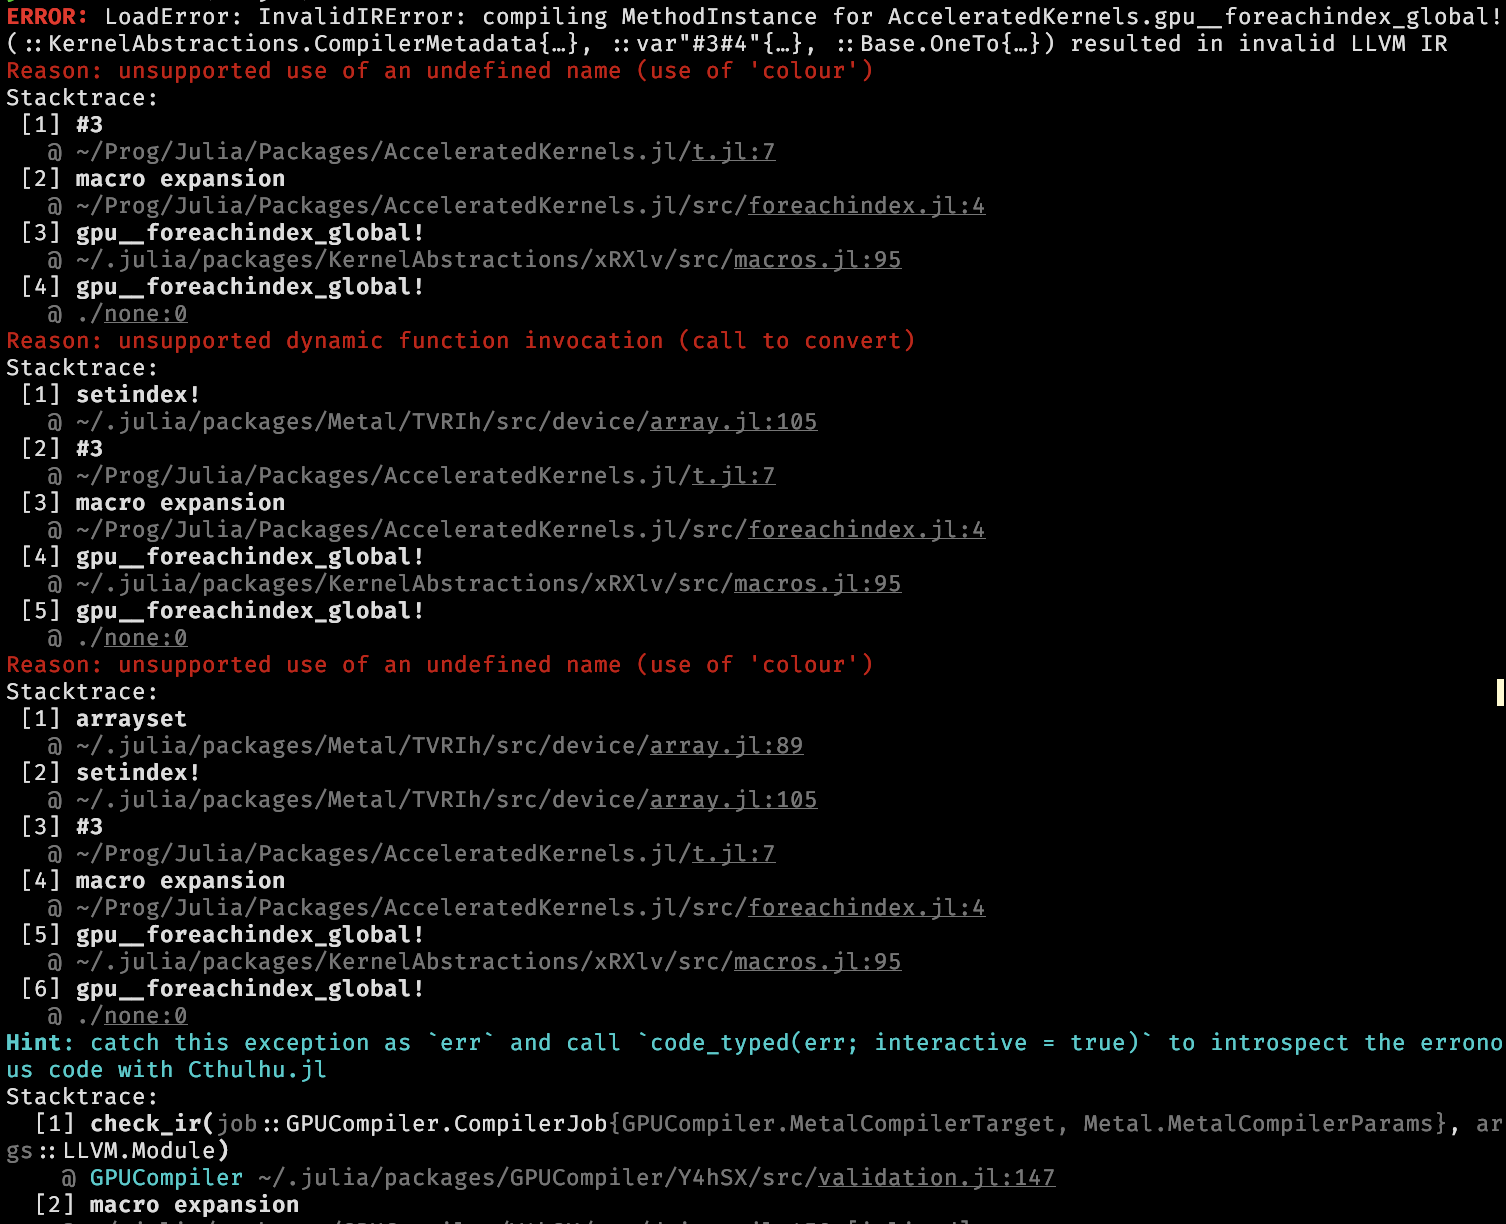 ERROR: LoadError: InvalidIRError: compiling MethodInstance for AcceleratedKernels.gpu__foreachindex_global!
(::KernelAbstractions.CompilerMetadata{…}, ::var"#3#4"{…}, ::Base.OneTo{…}) resulted in invalid LLVM IR
Reason: unsupported use of an undefined name (use of 'colour')
Stacktrace:
[1] #3
@ ~/Prog/Julia/Packages/AcceleratedKernels.jl/t.jl:7
[2] macro expansion
@ ~/Prog/Julia/Packages/AcceleratedKernels.jl/src/foreachindex.jl:4
[3] gpu__foreachindex_global!
@ ~/.julia/packages/KernelAbstractions/xRXlv/src/macros.jl:95
[4] gpu__foreachindex_global!
@ ./none:0
Reason: unsupported dynamic function invocation (call to convert)
Stacktrace:
[1] setindex!
@ ~/.julia/packages/Metal/TVRIh/src/device/array.jl:105
[2] #3
@ ~/Prog/Julia/Packages/AcceleratedKernels.jl/t.jl:7
[3] macro expansion
@ ~/Prog/Julia/Packages/AcceleratedKernels.jl/src/foreachindex.jl:4
[4] gpu__foreachindex_global!
@ ~/.julia/packages/KernelAbstractions/xRXlv/src/macros.jl:95
[5] gpu__foreachindex_global!
@ ./none:0
Reason: unsupported use of an undefined name (use of 'colour')
Stacktrace:
[1] arrayset
@ ~/.julia/packages/Metal/TVRIh/src/device/array.jl:89
[2] setindex!
@ ~/.julia/packages/Metal/TVRIh/src/device/array.jl:105
[3] #3
@ ~/Prog/Julia/Packages/AcceleratedKernels.jl/t.jl:7
[4] macro expansion
@ ~/Prog/Julia/Packages/AcceleratedKernels.jl/src/foreachindex.jl:4
[5] gpu__foreachindex_global!
@ ~/.julia/packages/KernelAbstractions/xRXlv/src/macros.jl:95
[6] gpu__foreachindex_global!
@ ./none:0
Hint: catch this exception as `err` and call `code_typed(err; interactive = true)` to introspect the errono
us code with Cthulhu.jl
Stacktrace:
[1] check_ir(job::GPUCompiler.CompilerJob{GPUCompiler.MetalCompilerTarget, Metal.MetalCompilerParams}, ar
gs::LLVM.Module)
@ GPUCompiler ~/.julia/packages/GPUCompiler/Y4hSX/src/validation.jl:147
[2] macro expansion